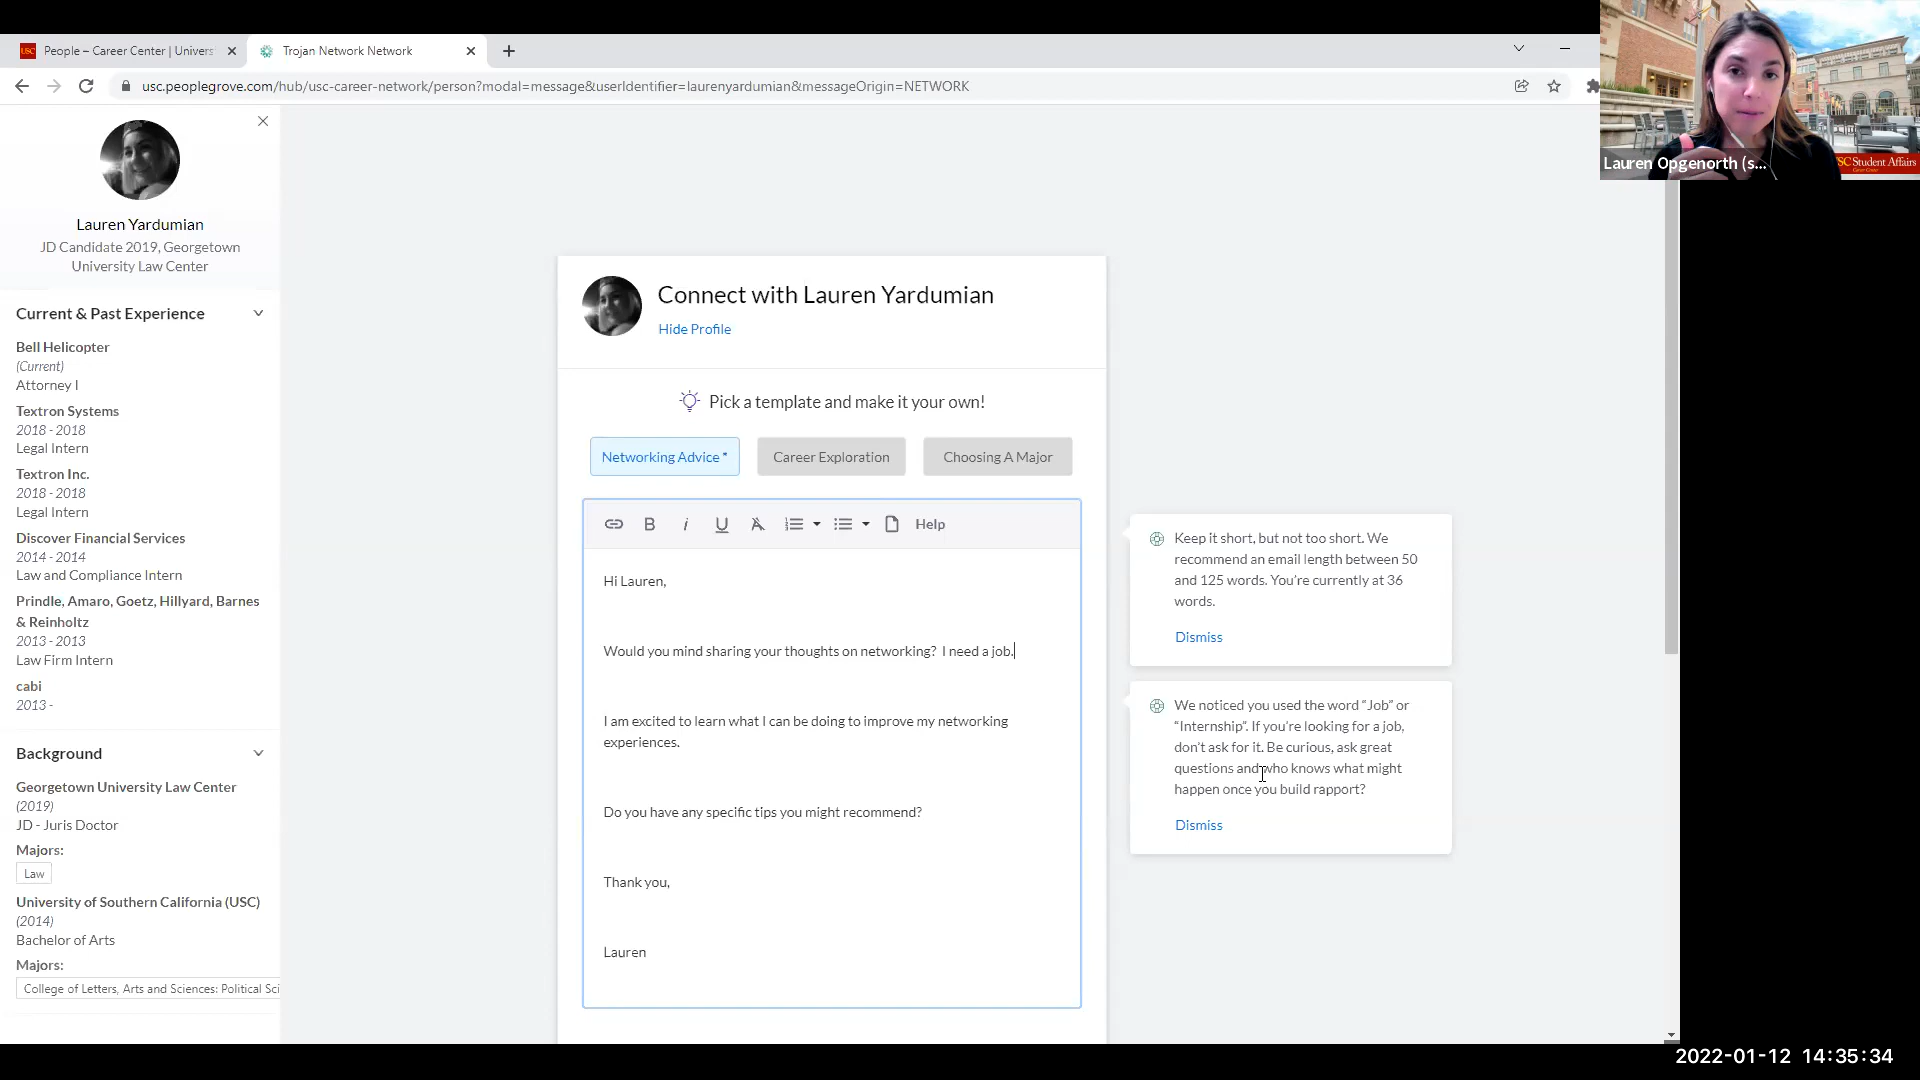 People – Career Center | Univers
Trojan Network Network
usc.peoplegrove.com/hub/usc-career-network/person?modal=message&userIdentifier=laurenyardumian&messageOrigin=NETWORK
Lauren Opgenorth (s...
SC Student Affairs
Career Center
Lauren Yardumian
JD Candidate 2019, Georgetown
University Law Center
Current & Past Experience
Bell Helicopter
(Current)
Attorney I
Textron Systems
2018 - 2018
Legal Intern
Textron Inc.
2018 - 2018
Legal Intern
Discover Financial Services
2014 - 2014
Law and Compliance Intern
Prindle, Amaro, Goetz, Hillyard, Barnes
& Reinholtz
2013 - 2013
Law Firm Intern
cabi
2013 -
Background
Georgetown University Law Center
(2019)
JD - Juris Doctor
Majors:
Law
University of Southern California (USC)
(2014)
Bachelor of Arts
Majors:
College of Letters, Arts and Sciences: Political Sci
Connect with Lauren Yardumian
Hide Profile
Pick a template and make it your own!
Networking Advice *
Career Exploration
Choosing A Major
Help
Hi Lauren,
Would you mind sharing your thoughts on networking?  I need a job.
I am excited to learn what I can be doing to improve my networking
experiences.
Do you have any specific tips you might recommend?
Thank you,
Lauren
Keep it short, but not too short. We
recommend an email length between 50
and 125 words. You're currently at 36
words.
Dismiss
We noticed you used the word “Job” or
“Internship”. If you're looking for a job,
don't ask for it. Be curious, ask great
questions and who knows what might
happen once you build rapport?
Dismiss
2022-01-12 14:35:34